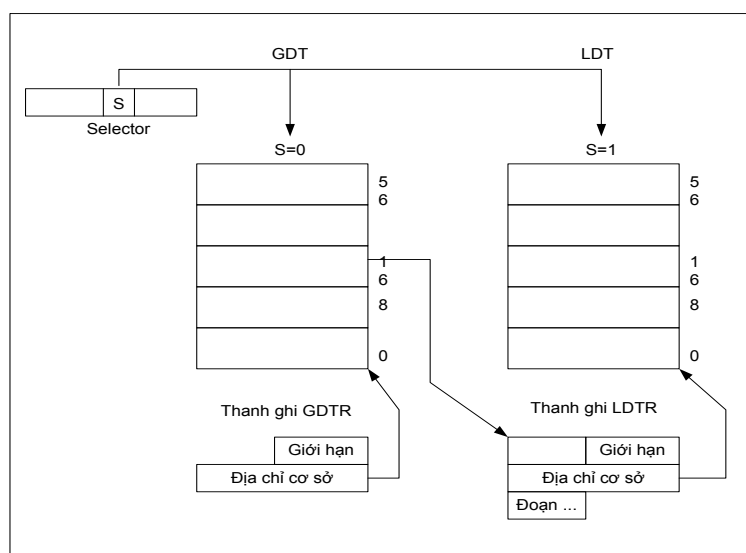 GDT LDT
S
Selector
S=0 S=1
5 5
6 6
1 1
6 6
8 8
0 0
Thanh ghi GDTR Thanh ghi LDTR
Giới hạn Giới hạn
Địa chỉ cơ sở Địa chỉ cơ sở
Đoạn ...